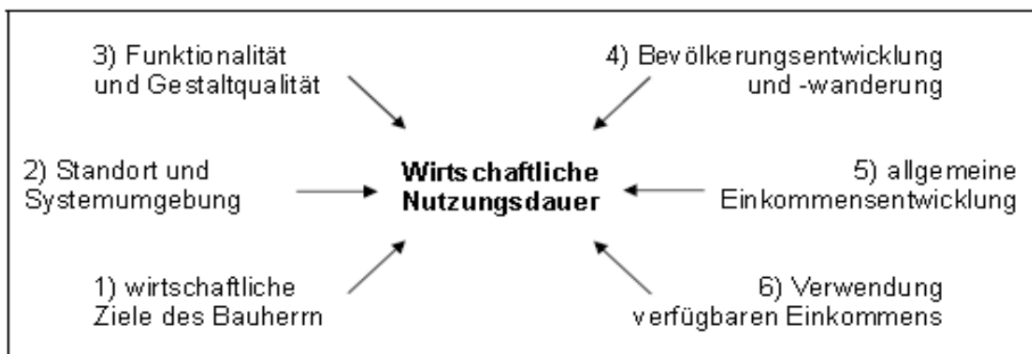 3) Funktionalität
und Gestaltqualität
4) Bevölkerungsentwicklung
und -wanderung
2) Standort und
Systemumgebung
Wirtschaftliche
Nutzungsdauer
5) allgemeine
Einkommensentwicklung
1) wirtschaftliche
Ziele des Bauherrn
6) Verwendung
verfügbaren Einkommens